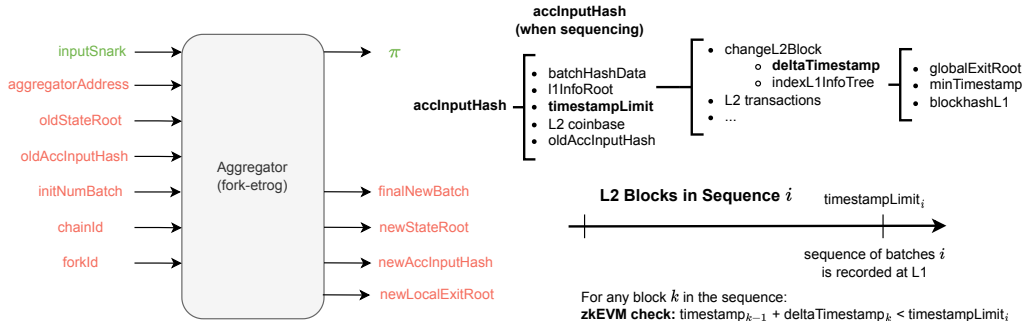 inputSnark
aggregatorAddress
oldStateRoot
oldAccInputHash
initNumBatch
chainId
forkId
Aggregator
(fork-etrog)
π
finalNewBatch
newStateRoot
newAccInputHash
newLocalExitRoot
accInputHash
(when sequencing)
accInputHash
• batchHashData
• l1InfoRoot
• timestampLimit
• L2 coinbase
• oldAccInputHash
• changeL2Block
○ deltaTimestamp
○ indexL1InfoTree
• L2 transactions
• ...
• globalExitRoot
• minTimestamp
• blockhashL1
L2 Blocks in Sequence i
timestampLimitᵢ
sequence of batches i
is recorded at L1
For any block k in the sequence:
zkEVM check: timestampₖ₋₁ + deltaTimestampₖ < timestampLimitᵢ